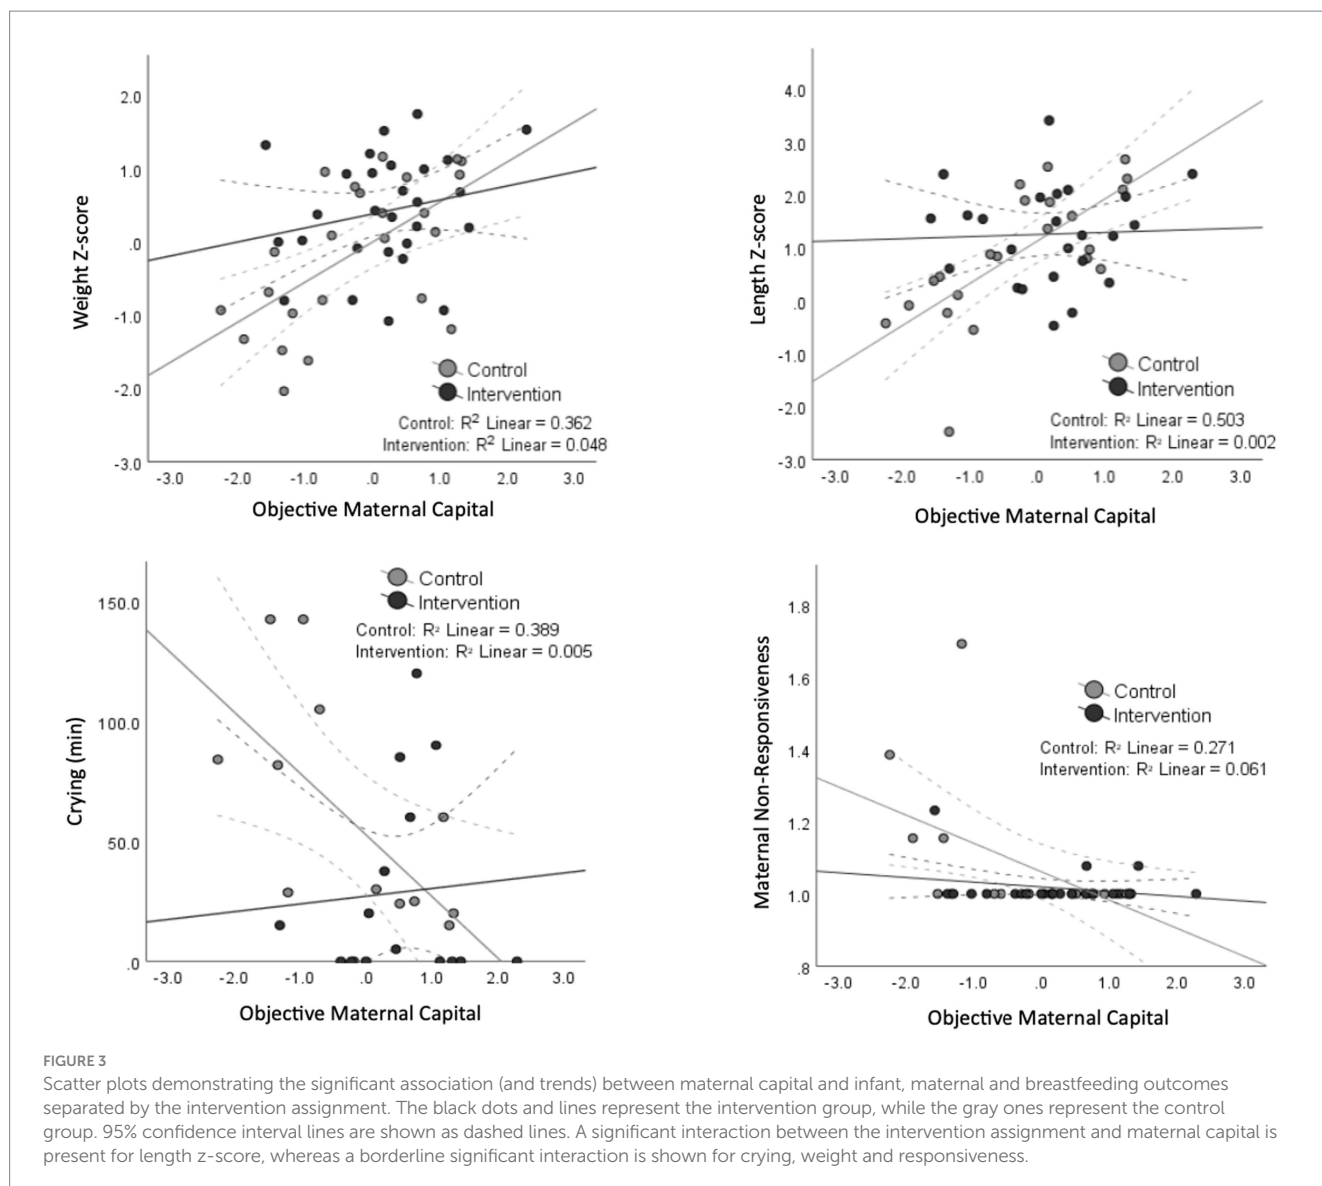 2.0
1.0
.0
-1.0
-2.0
-3.0
Weight Z-score
Control
Intervention
Control: R² Linear = 0.362
Intervention: R² Linear = 0.048
-3.0 -2.0 -1.0 .0 1.0 2.0 3.0
Objective Maternal Capital
4.0
3.0
2.0
1.0
.0
-1.0
-2.0
-3.0
Length Z-score
Control
Intervention
Control: R² Linear = 0.503
Intervention: R² Linear = 0.002
-3.0 -2.0 -1.0 .0 1.0 2.0 3.0
Objective Maternal Capital
150.0
100.0
50.0
.0
Crying (min)
Control
Intervention
Control: R² Linear = 0.389
Intervention: R² Linear = 0.005
-3.0 -2.0 -1.0 .0 1.0 2.0 3.0
Objective Maternal Capital
1.8
1.6
1.4
1.2
1.0
.8
Maternal Non-Responsiveness
Control
Intervention
Control: R² Linear = 0.271
Intervention: R² Linear = 0.061
-3.0 -2.0 -1.0 .0 1.0 2.0 3.0
Objective Maternal Capital
FIGURE 3
Scatter plots demonstrating the significant association (and trends) between maternal capital and infant, maternal and breastfeeding outcomes
separated by the intervention assignment. The black dots and lines represent the intervention group, while the gray ones represent the control
group. 95% confidence interval lines are shown as dashed lines. A significant interaction between the intervention assignment and maternal capital is
present for length z-score, whereas a borderline significant interaction is shown for crying, weight and responsiveness.